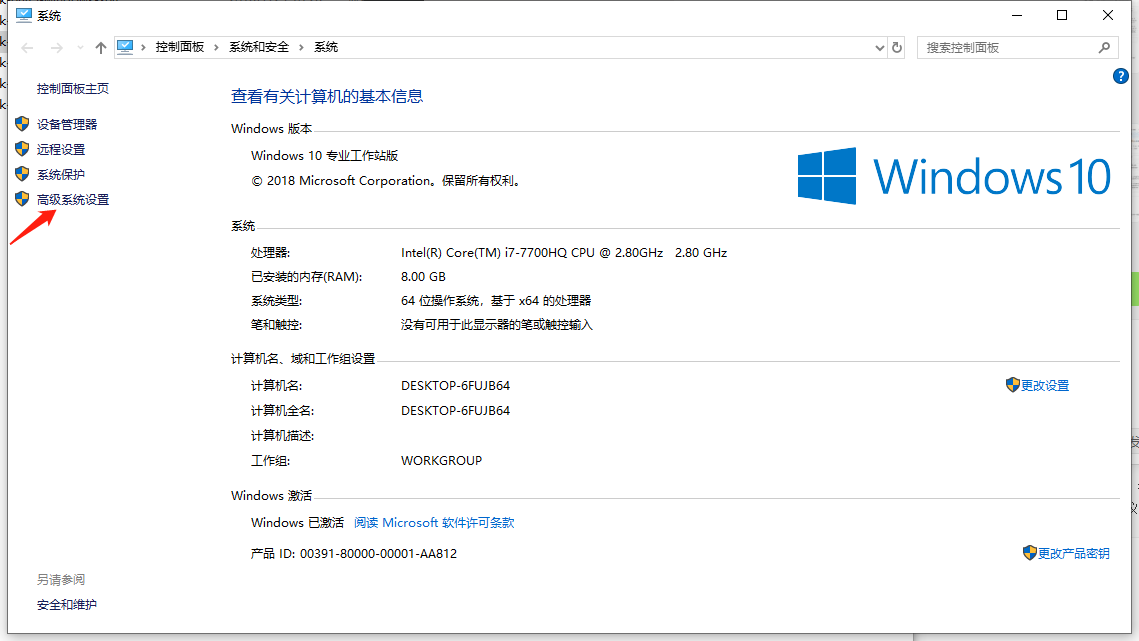 系统
控制面板 系统和安全 系统
搜索控制面板
?
控制面板主页
设备管理器
远程设置
系统保护
高级系统设置
查看有关计算机的基本信息
Windows 版本
Windows 10 专业工作站版
© 2018 Microsoft Corporation。保留所有权利。
Windows 10
系统
处理器: Intel(R) Core(TM) i7-7700HQ CPU @ 2.80GHz 2.80 GHz
已安装的内存(RAM): 8.00 GB
系统类型: 64 位操作系统, 基于 x64 的处理器
笔和触控: 没有可用于此显示器的笔或触控输入
计算机名、域和工作组设置
计算机名: DESKTOP-6FUJB64
更改设置
计算机全名: DESKTOP-6FUJB64
计算机描述:
工作组: WORKGROUP
Windows 激活
Windows 已激活 阅读 Microsoft 软件许可条款
产品 ID: 00391-80000-00001-AA812
更改产品密钥
另请参阅
安全和维护